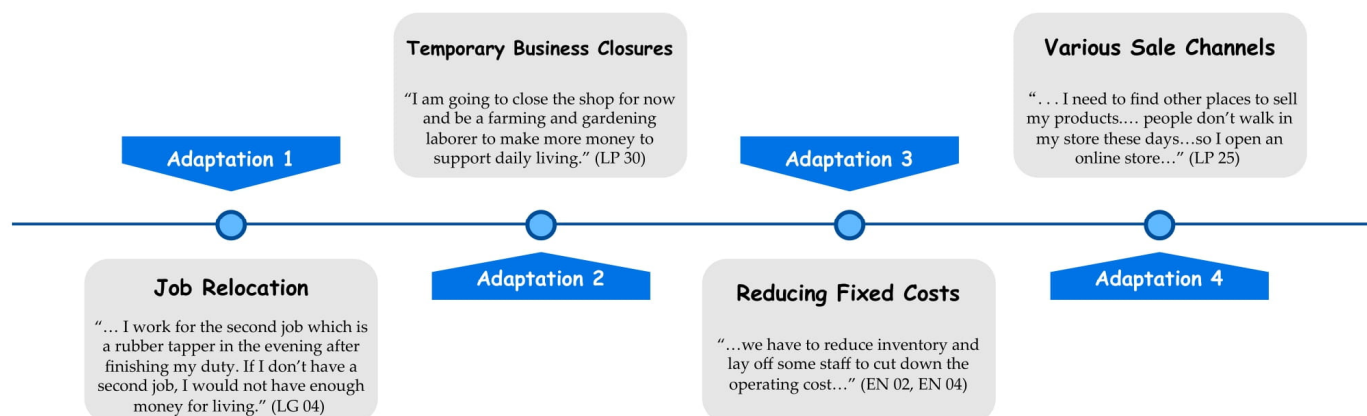 Adaptation 1
Job Relocation
“… I work for the second job which is
a rubber tapper in the evening after
finishing my duty. If I don’t have a
second job, I would not have enough
money for living.” (LG 04)
Temporary Business Closures
“I am going to close the shop for now
and be a farming and gardening
laborer to make more money to
support daily living.” (LP 30)
Adaptation 2
Adaptation 3
Reducing Fixed Costs
“…we have to reduce inventory and
lay off some staff to cut down the
operating cost…” (EN 02, EN 04)
Various Sale Channels
“. . . I need to find other places to sell
my products.… people don’t walk in
my store these days…so I open an
online store…” (LP 25)
Adaptation 4